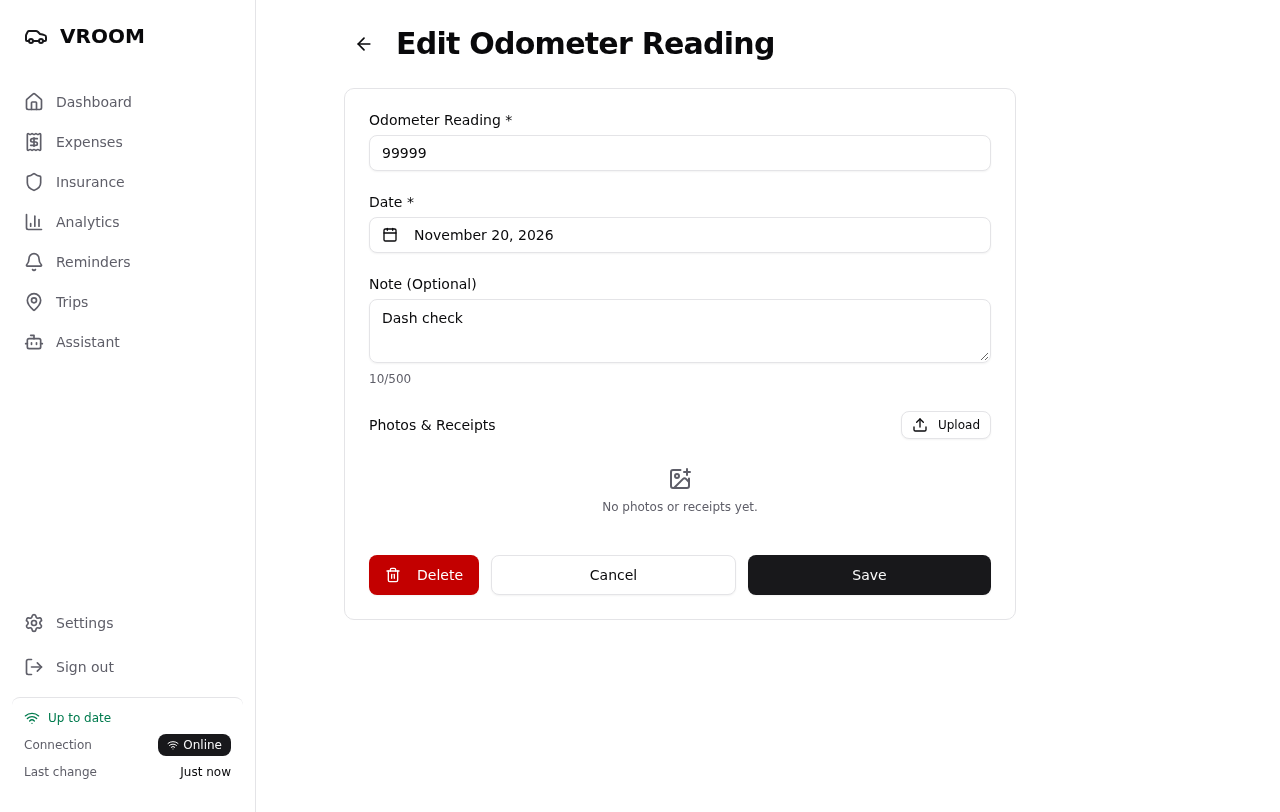 VROOM
Dashboard
Expenses
Insurance
Analytics
Reminders
Trips
Assistant
Settings
Sign out
Up to date
Connection Online
Last change Just now
Edit Odometer Reading
Odometer Reading *
99999
Date *
November 20, 2026
Note (Optional)
Dash check
10/500
Photos & Receipts Upload
No photos or receipts yet.
Delete Cancel Save